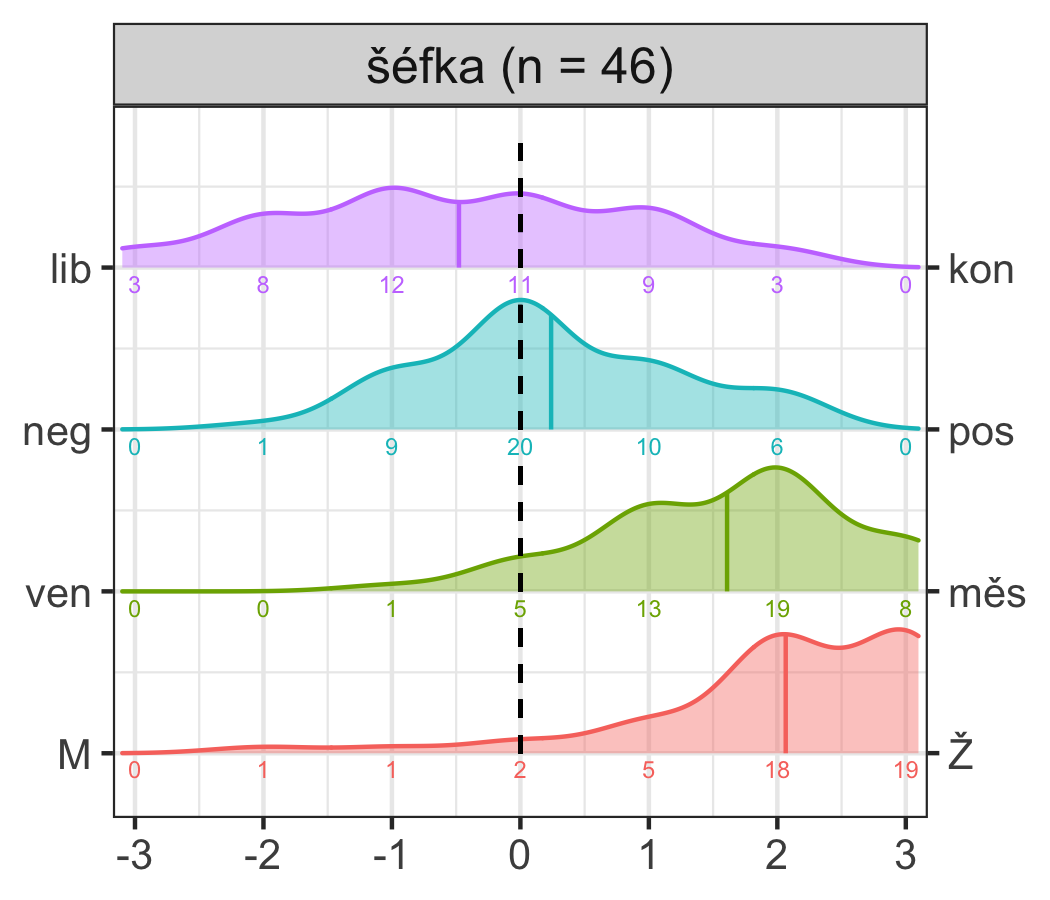 šéfka (n = 46)
lib kon
3 8 12 11 9 3 0
neg pos
0 1 9 20 10 6 0
ven měs
0 0 1 5 13 19 8
M Ž
0 1 1 2 5 18 19
-3 -2 -1 0 1 2 3